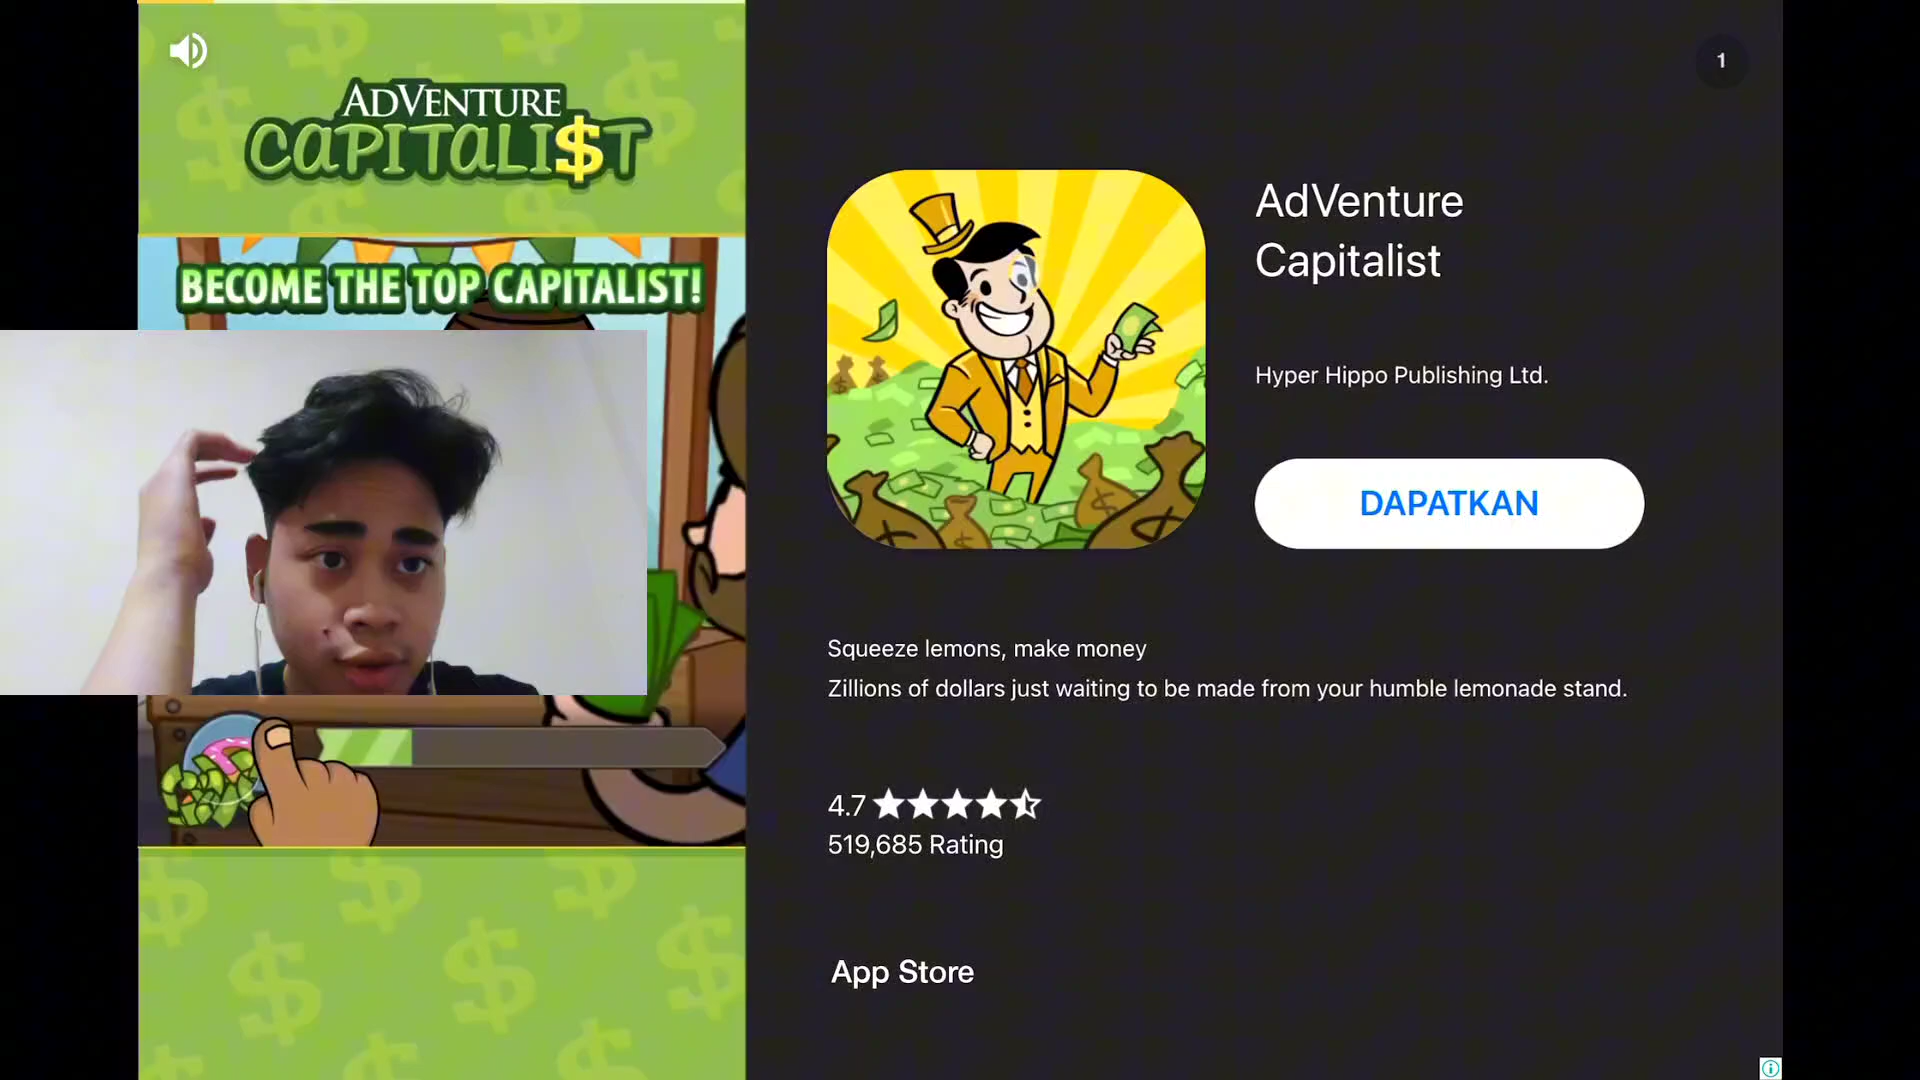 ADVENTURE
CAPITALI$T
BECOME THE TOP CAPITALIST!
1
AdVenture
Capitalist
Hyper Hippo Publishing Ltd.
DAPATKAN
Squeeze lemons, make money
Zillions of dollars just waiting to be made from your humble lemonade stand.
4.7
519,685 Rating
App Store